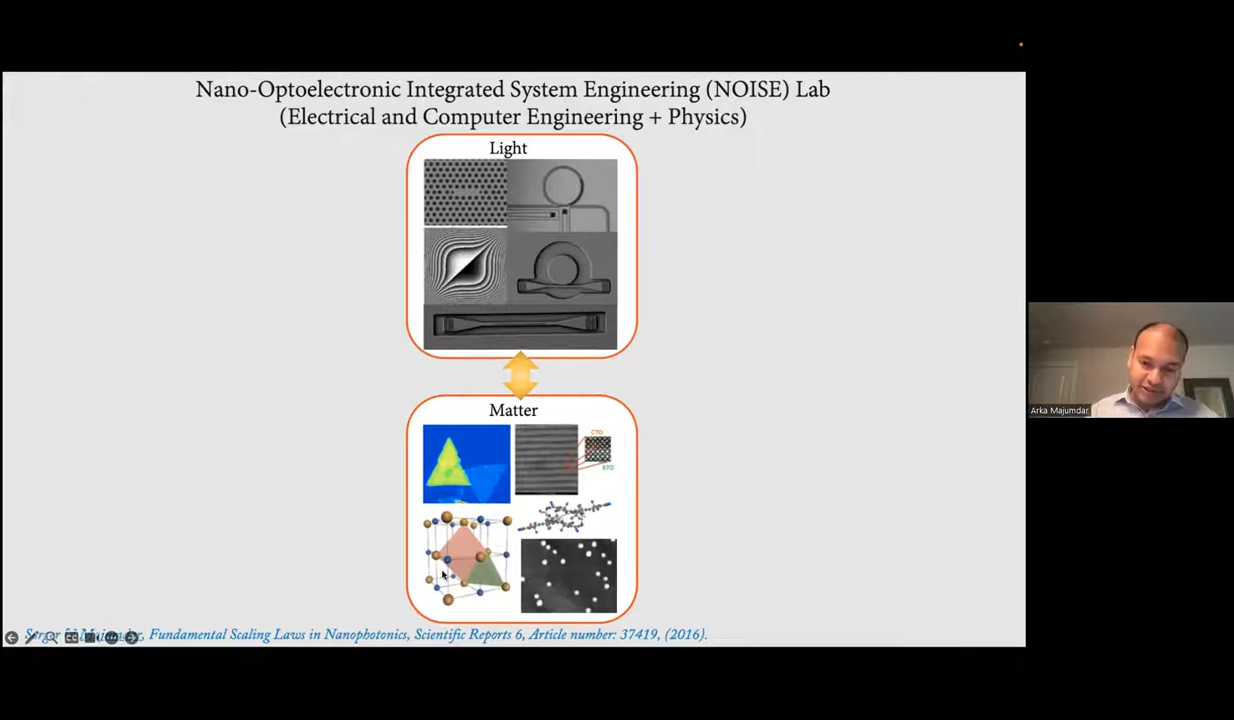 Nano-Optoelectronic Integrated System Engineering (NOISE) Lab
(Electrical and Computer Engineering + Physics)
Light
Matter
CTO
STO
Arka Majumdar
Fundamental Scaling Laws in Nanophotonics, Scientific Reports 6, Article number: 37419, (2016).